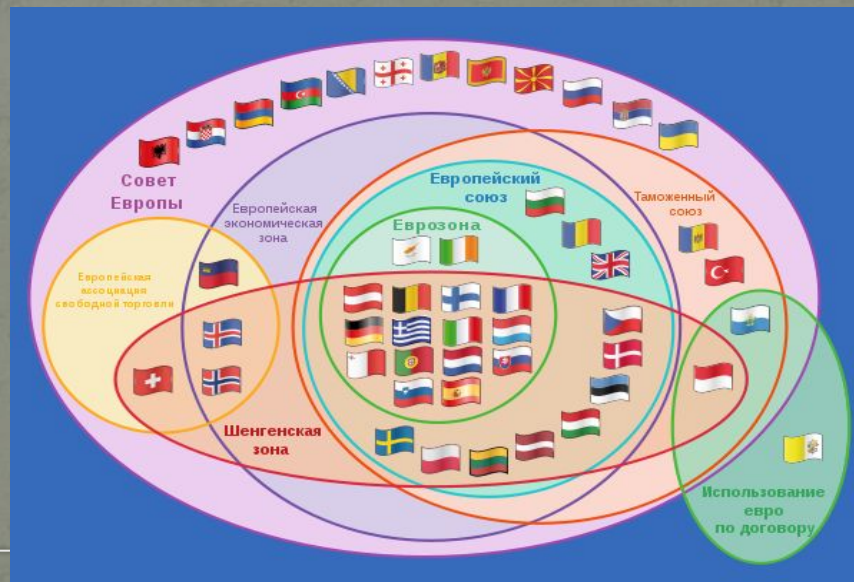 Совет
Европы
Европейская
экономическая
зона
Европейский
союз
Еврозона
Таможенный
союз
Европейская
ассоциация
свободной торговли
Шенгенская
зона
Использование
евро
по договору